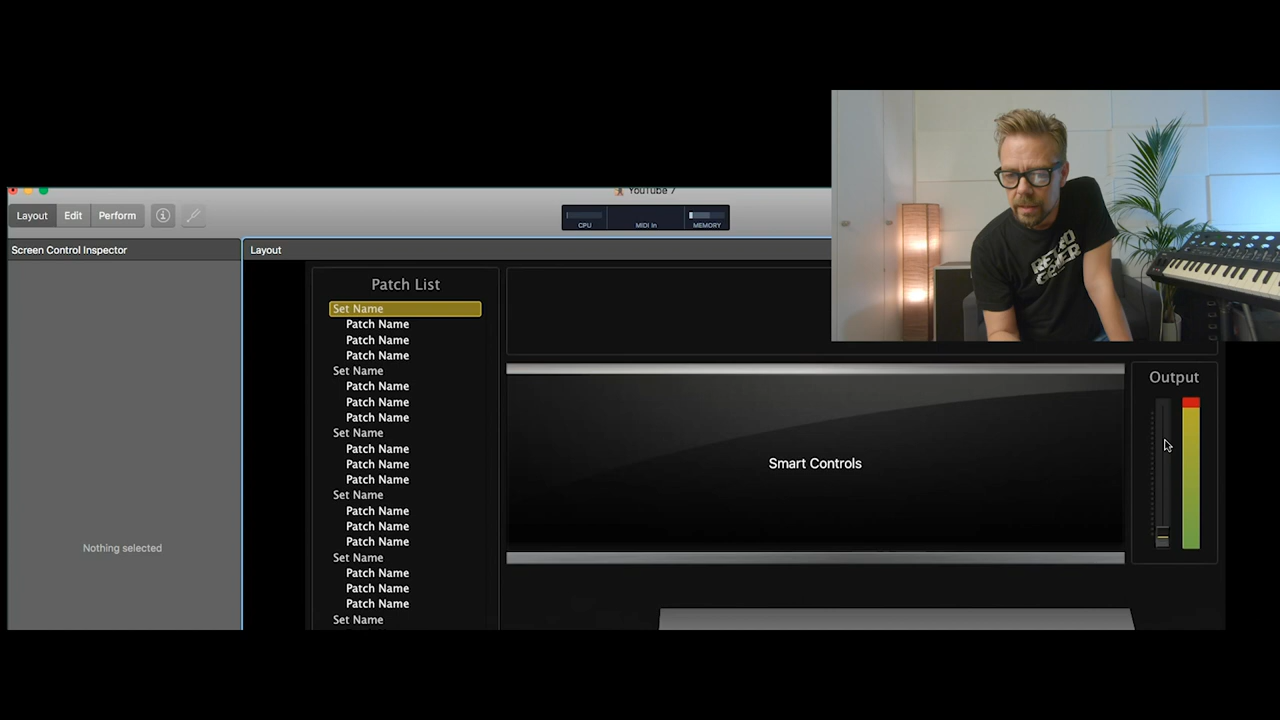 YouTube 7
Layout Edit Perform
CPU MIDI In MEMORY
Screen Control Inspector
Layout
Patch List
Set Name
Patch Name
Patch Name
Patch Name
Set Name
Patch Name
Patch Name
Patch Name
Set Name
Patch Name
Patch Name
Patch Name
Set Name
Patch Name
Patch Name
Patch Name
Set Name
Patch Name
Patch Name
Patch Name
Set Name
Nothing selected
Smart Controls
Output
RETRO
GAMER